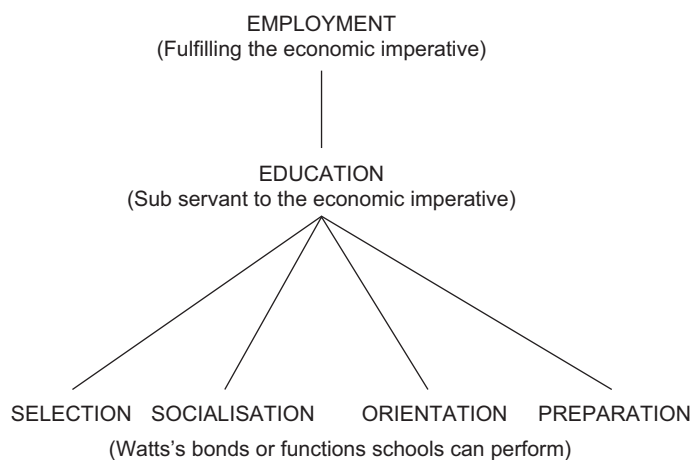 EMPLOYMENT
(Fulfilling the economic imperative)
EDUCATION
(Sub servant to the economic imperative)
SELECTION SOCIALISATION ORIENTATION PREPARATION
(Watts's bonds or functions schools can perform)